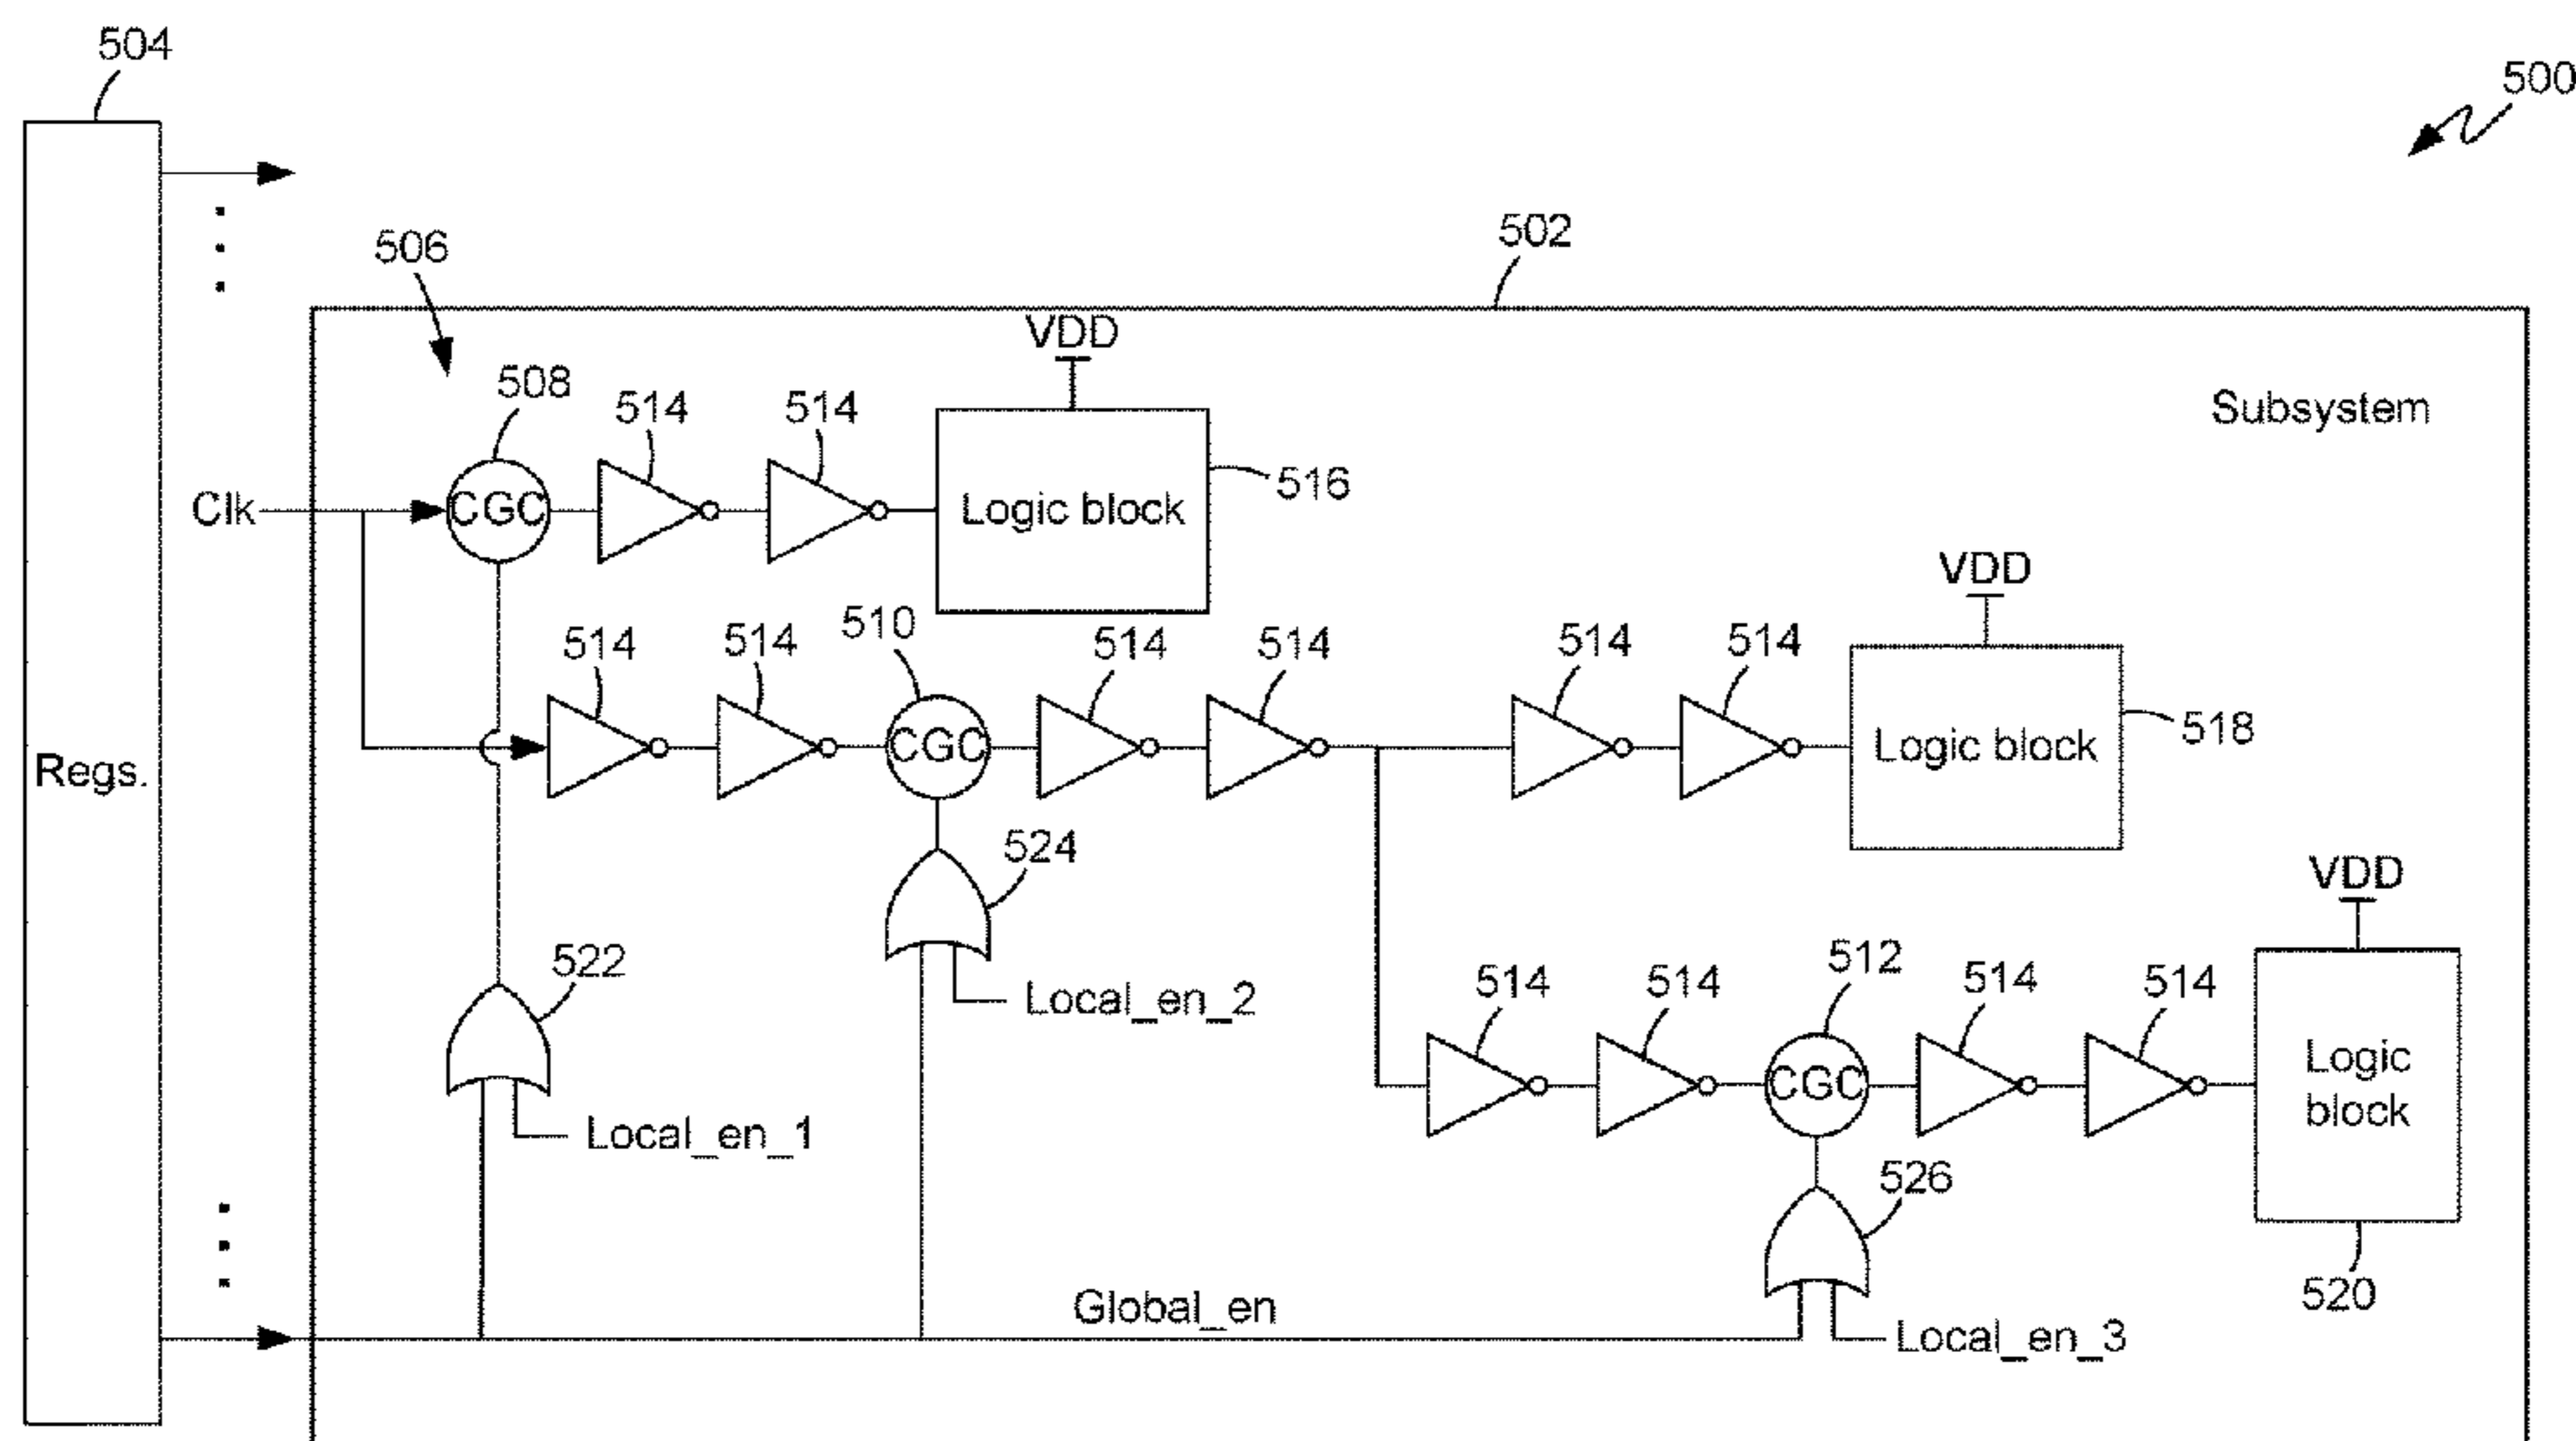 504
500
506
502
VDD
508
514
514
Subsystem
Clk
CGC
Logic block
516
VDD
514
514
510
514
514
514
514
Regs.
CGC
Logic block
518
524
VDD
522
Local_en_2
514
514
512
514
514
CGC
Logic
block
Local_en_1
526
Global_en
520
Local_en_3